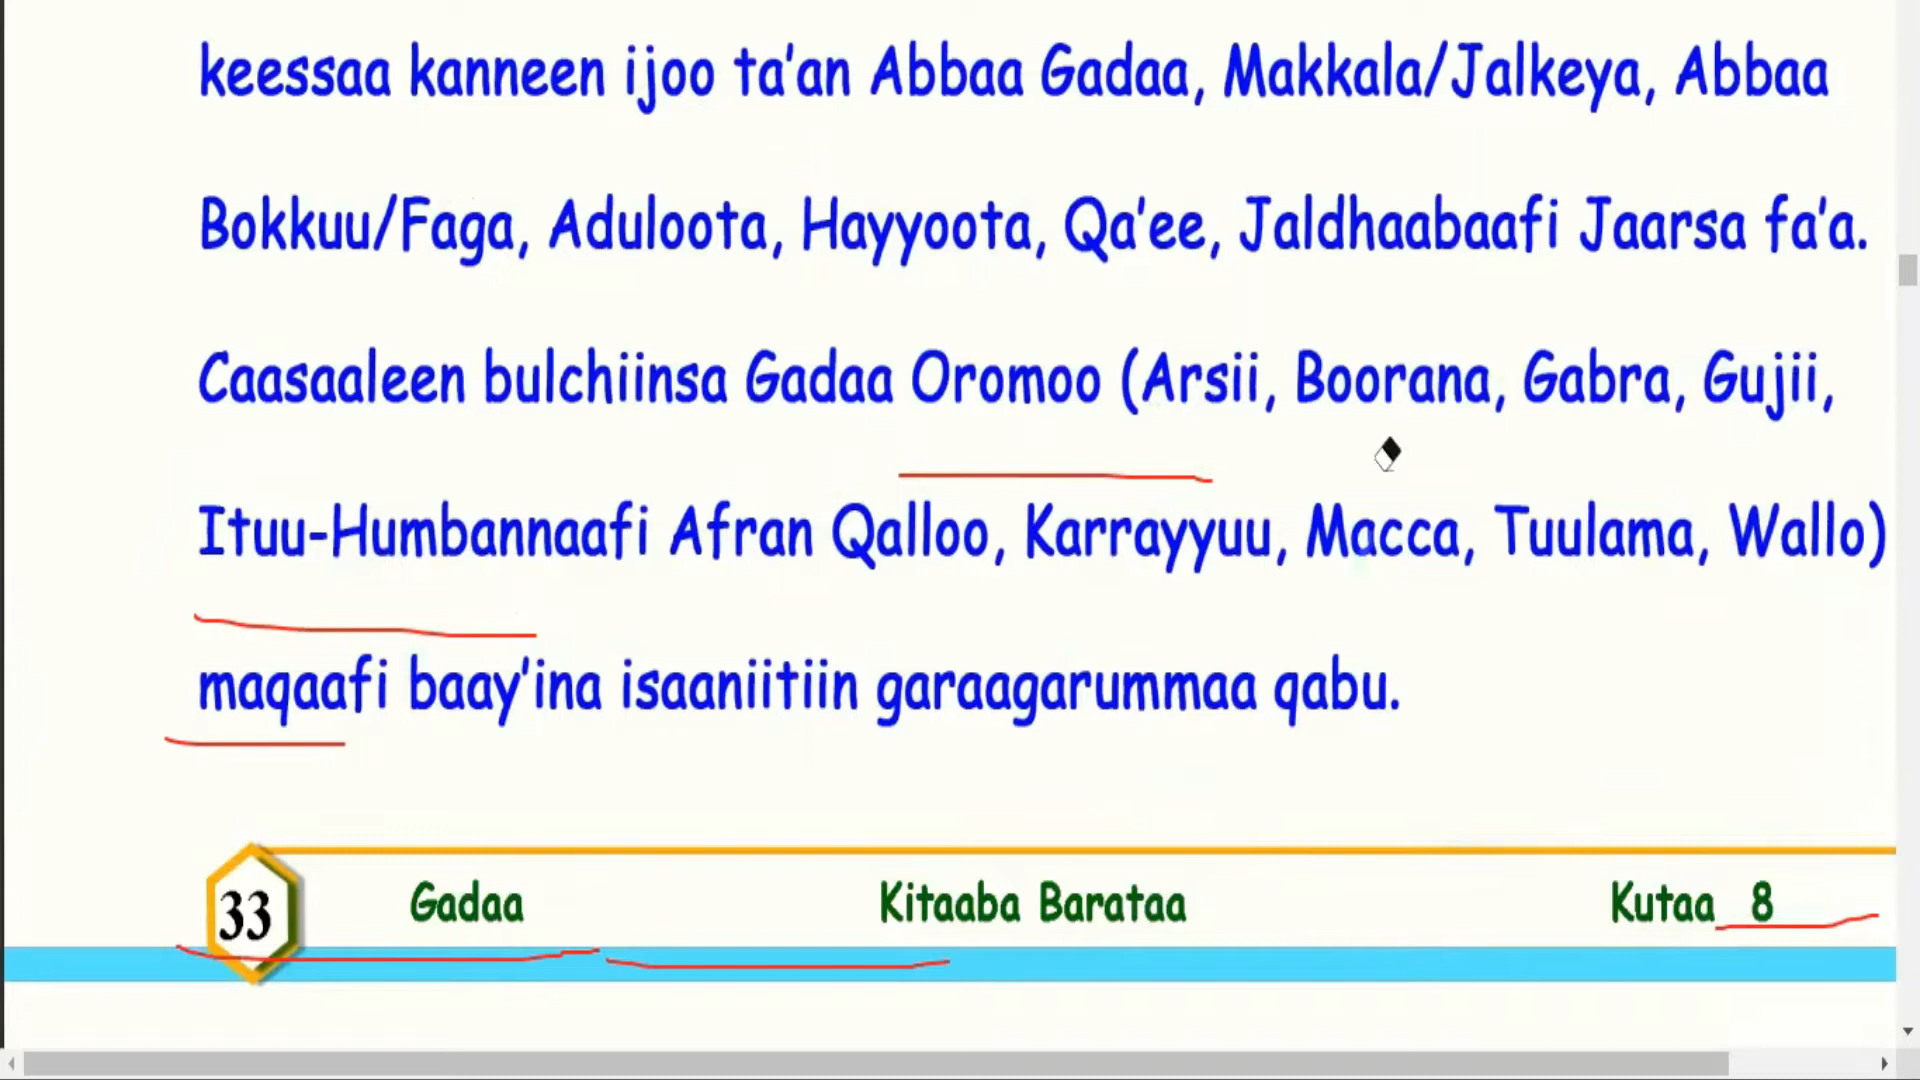 keessaa kanneen ijoo ta'an Abbaa Gadaa, Makkala/Jalkeya, Abbaa
Bokkuu/Faga, Aduloota, Hayyoota, Qa'ee, Jaldhaabaafi Jaarsa fa'a.
Caasaaleen bulchiinsa Gadaa Oromoo (Arsii, Boorana, Gabra, Gujii,
Ituu-Humbannaafi Afran Qalloo, Karrayyuu, Macca, Tuulama, Wallo)
maqaafi baay'ina isaaniitiin garaagarummaa qabu.
33 Gadaa Kitaaba Barataa Kutaa 8